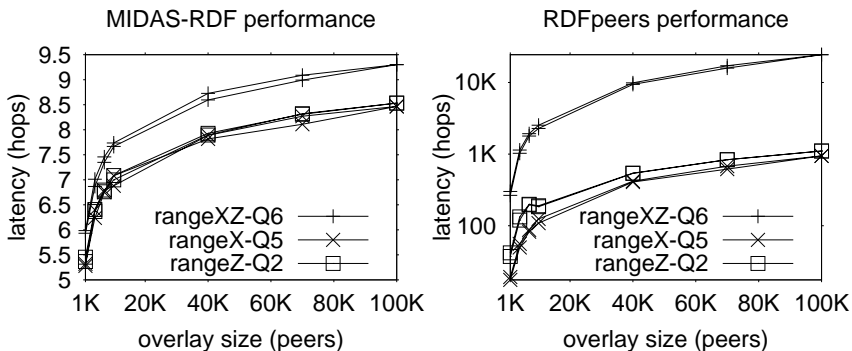 MIDAS-RDF performance
latency (hops)
9.5
9
8.5
8
7.5
7
6.5
6
5.5
5
rangeXZ-Q6
rangeX-Q5
rangeZ-Q2
1K 20K 40K 60K 80K 100K
overlay size (peers)
RDFpeers performance
latency (hops)
10K
1K
100
rangeXZ-Q6
rangeX-Q5
rangeZ-Q2
1K 20K 40K 60K 80K 100K
overlay size (peers)